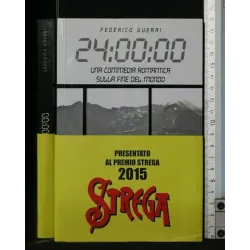 FEDERICO GUERRI
24:00:00
UNA COMMEDIA ROMANTICA
SULLA FINE DEL MONDO
PRESENTATO
AL PREMIO STREGA
2015
STREGA